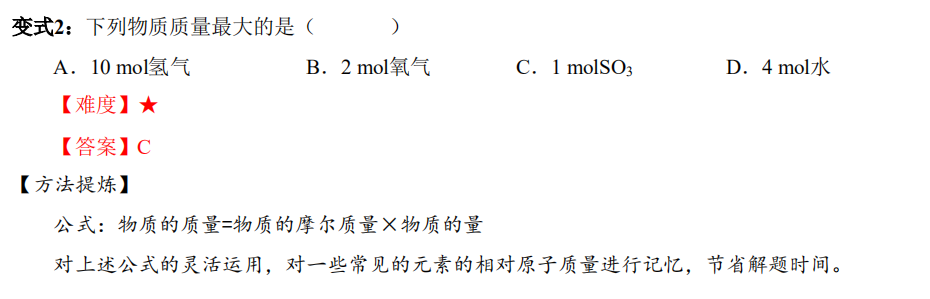 变式2：下列物质质量最大的是（ ）
A．10 mol氢气 B．2 mol氧气 C．1 molSO₃ D．4 mol水
【难度】★
【答案】C
【方法提炼】
公式：物质的质量=物质的摩尔质量×物质的量
对上述公式的灵活运用，对一些常见的元素的相对原子质量进行记忆，节省解题时间。